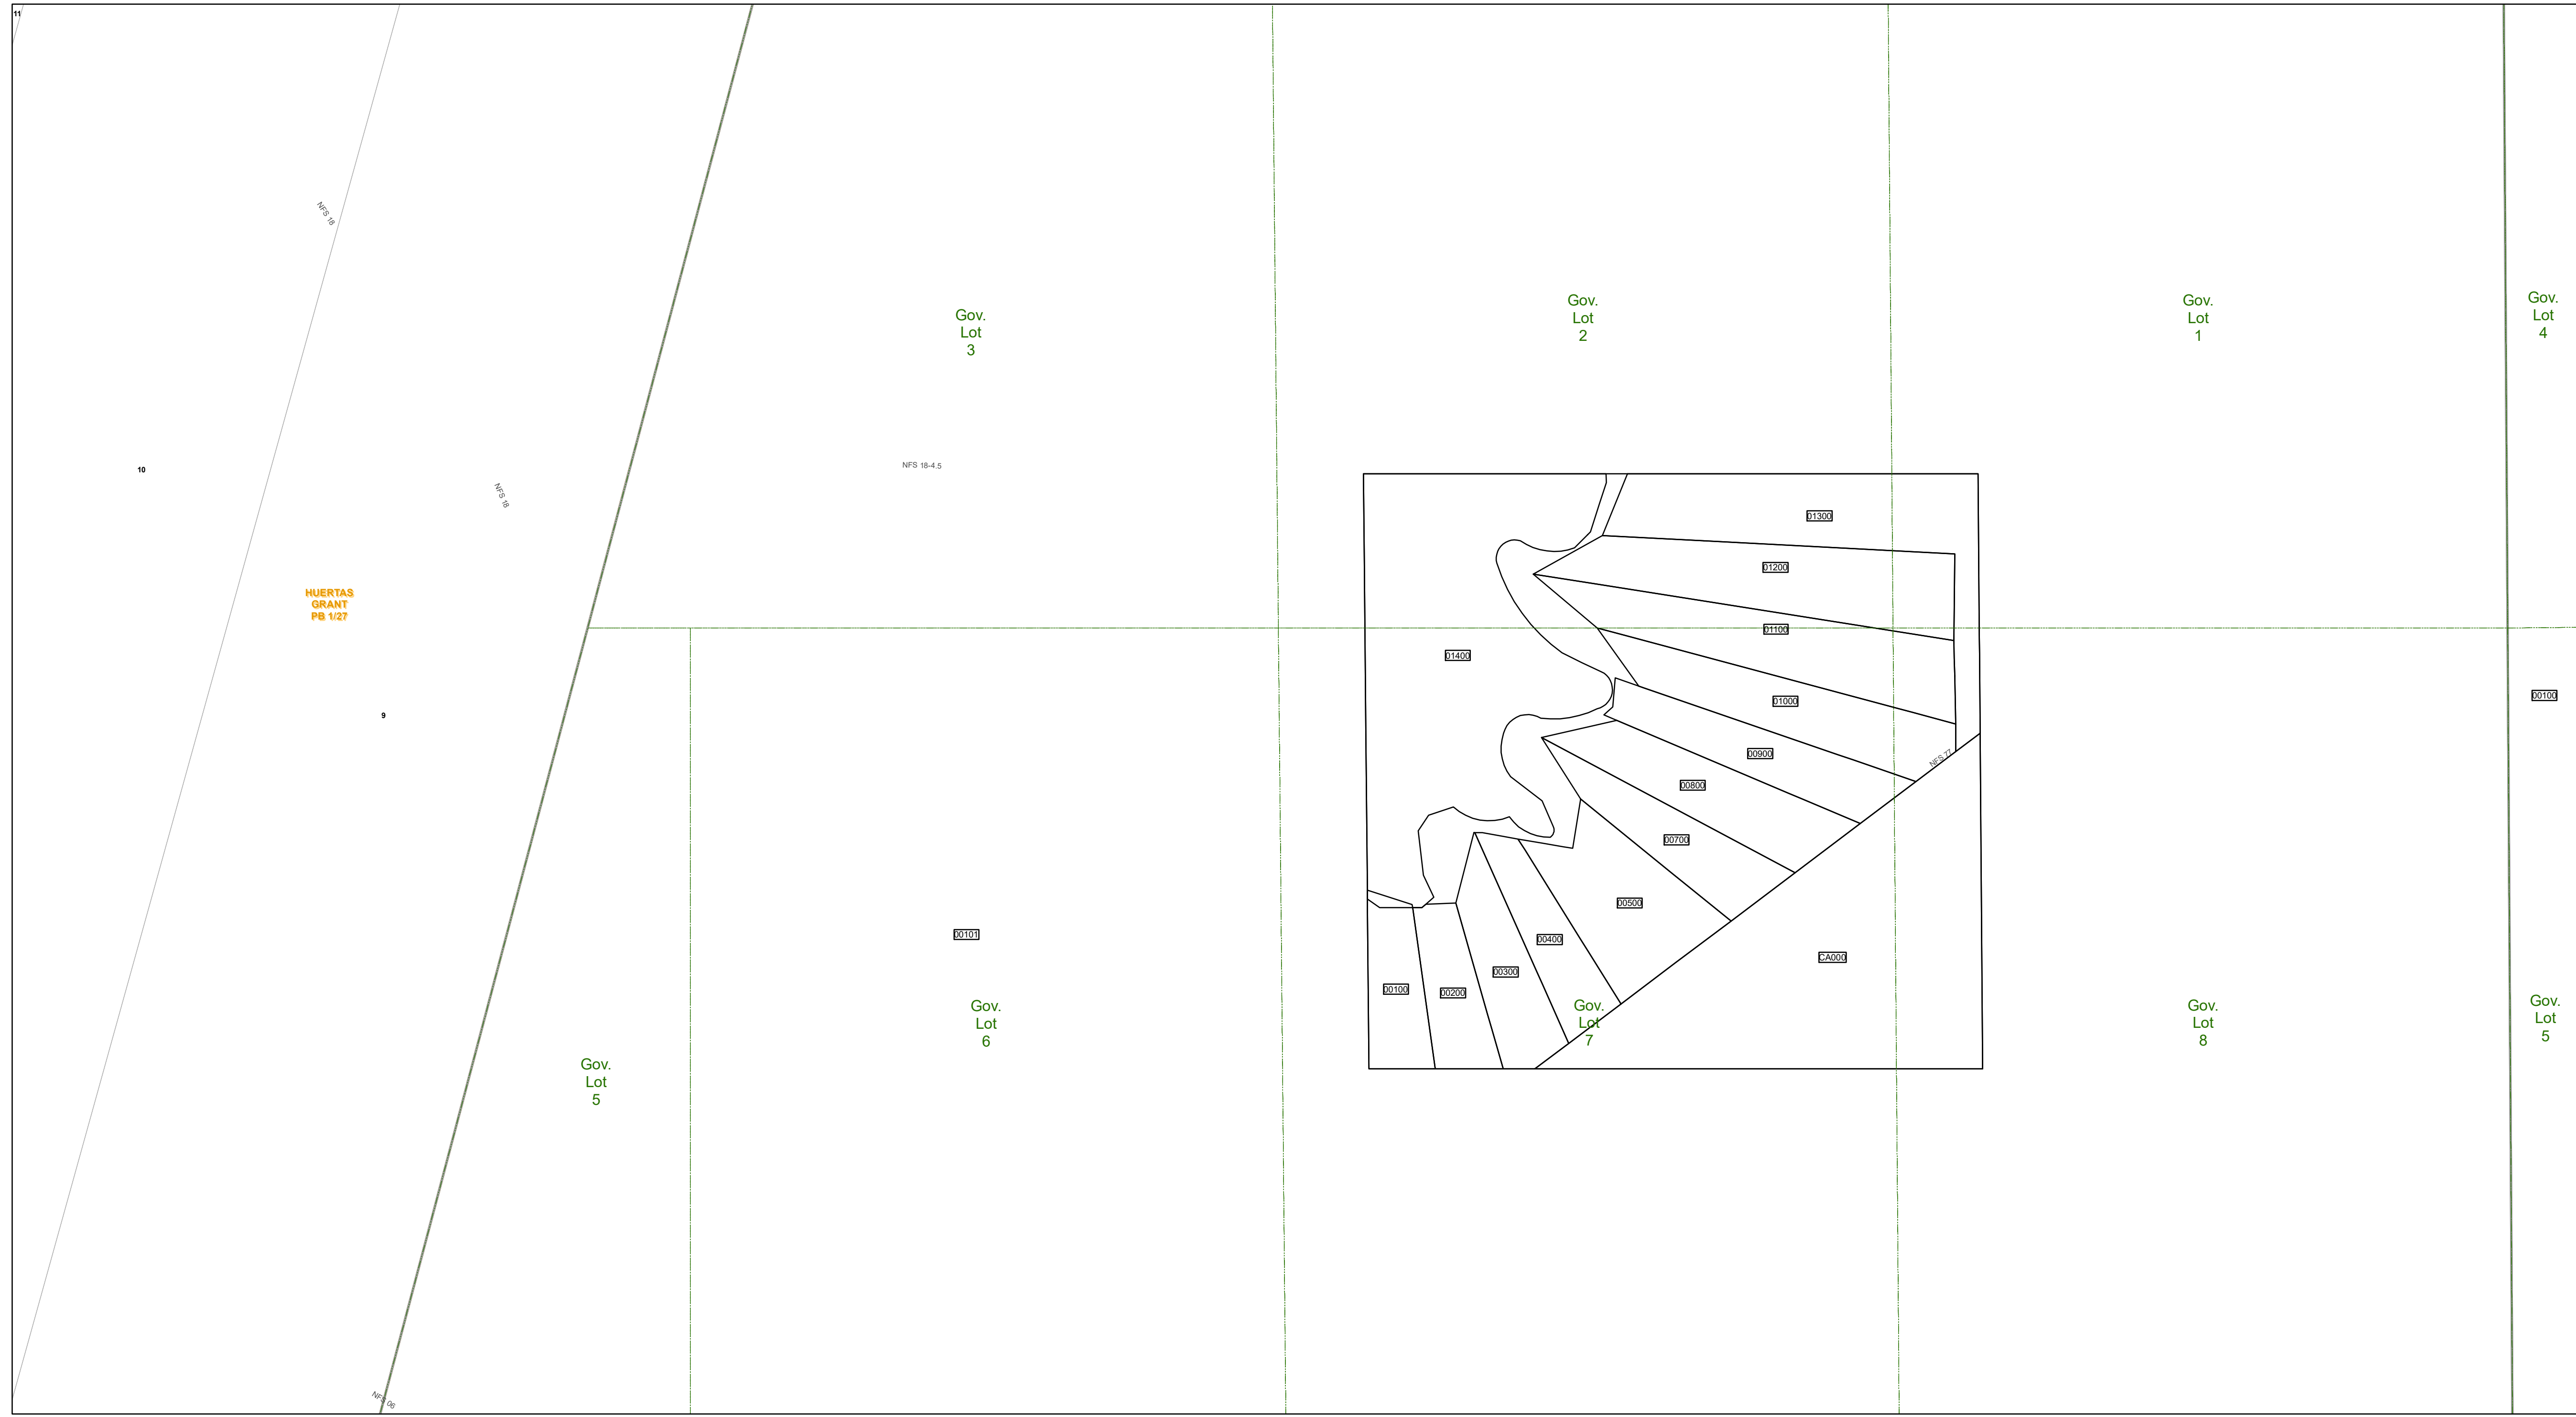 11
NFS 18
Gov.
Lot
3
Gov.
Lot
2
Gov.
Lot
1
Gov.
Lot
4
10
NFS 18
NFS 18-4.5
01300
01200
HUERTAS
GRANT
PB 1/27
01100
01400
01000
00100
9
00900
NFS 77
00800
00700
00500
00101
00400
CA000
00300
00100
00200
Gov.
Lot
5
Gov.
Lot
6
Gov.
Lot
7
Gov.
Lot
8
Gov.
Lot
5
NFS 06